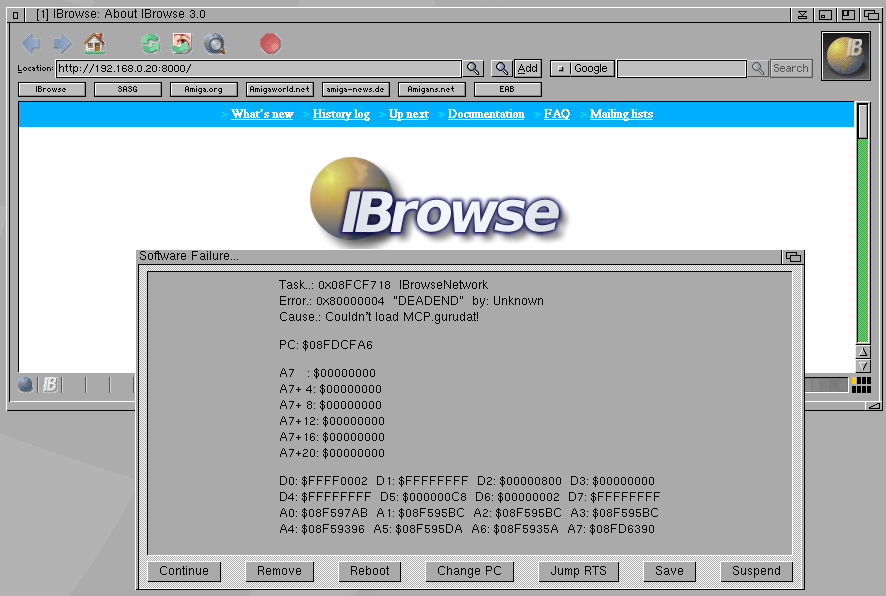 [1] IBrowse: About IBrowse 3.0
Location: http://192.168.0.20:8000/ Add Google Search
IBrowse SASG Amiga.org Amigaworld.net amiga-news.de Amigans.net EAB
> What's new > History log > Up next > Documentation > FAQ > Mailing lists
IB
IBrowse
Software Failure...
Task..: 0x08FCF718 IBrowseNetwork
Error.: 0x80000004 "DEADEND" by: Unknown
Cause.: Couldn't load MCP.gurudat!
PC: $08FDCFA6
A7 : $00000000
A7+ 4: $00000000
A7+ 8: $00000000
A7+12: $00000000
A7+16: $00000000
A7+20: $00000000
D0: $FFFF0002 D1: $FFFFFFFF D2: $00000800 D3: $00000000
D4: $FFFFFFFF D5: $000000C8 D6: $00000002 D7: $FFFFFFFF
A0: $08F597AB A1: $08F595BC A2: $08F595BC A3: $08F595BC
A4: $08F59396 A5: $08F595DA A6: $08F5935A A7: $08FD6390
IB
Continue Remove Reboot Change PC Jump RTS Save Suspend